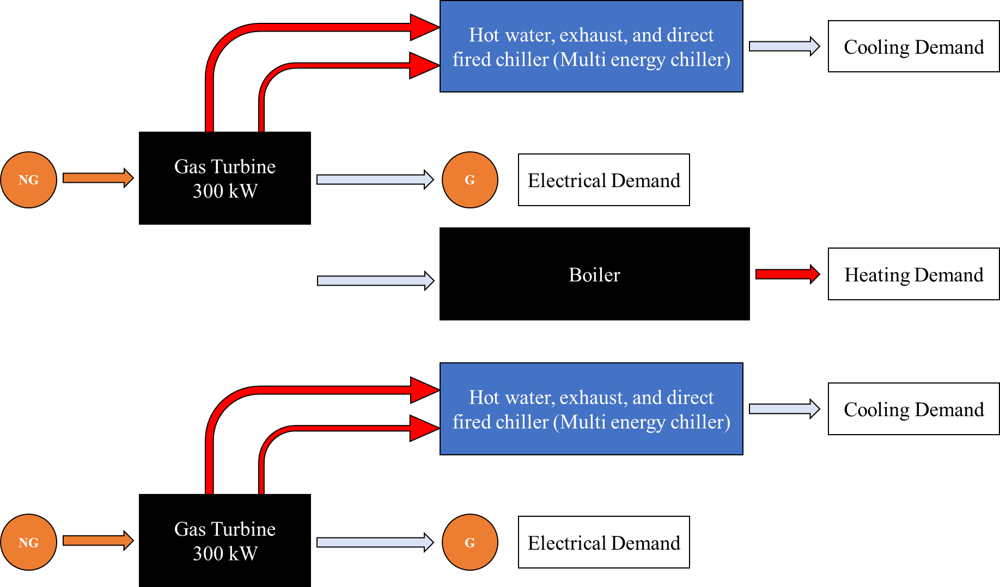 Hot water, exhaust, and direct
fired chiller (Multi energy chiller)
Cooling Demand
NG
Gas Turbine
300 kW
G
Electrical Demand
Boiler
Heating Demand
Hot water, exhaust, and direct
fired chiller (Multi energy chiller)
Cooling Demand
NG
Gas Turbine
300 kW
G
Electrical Demand